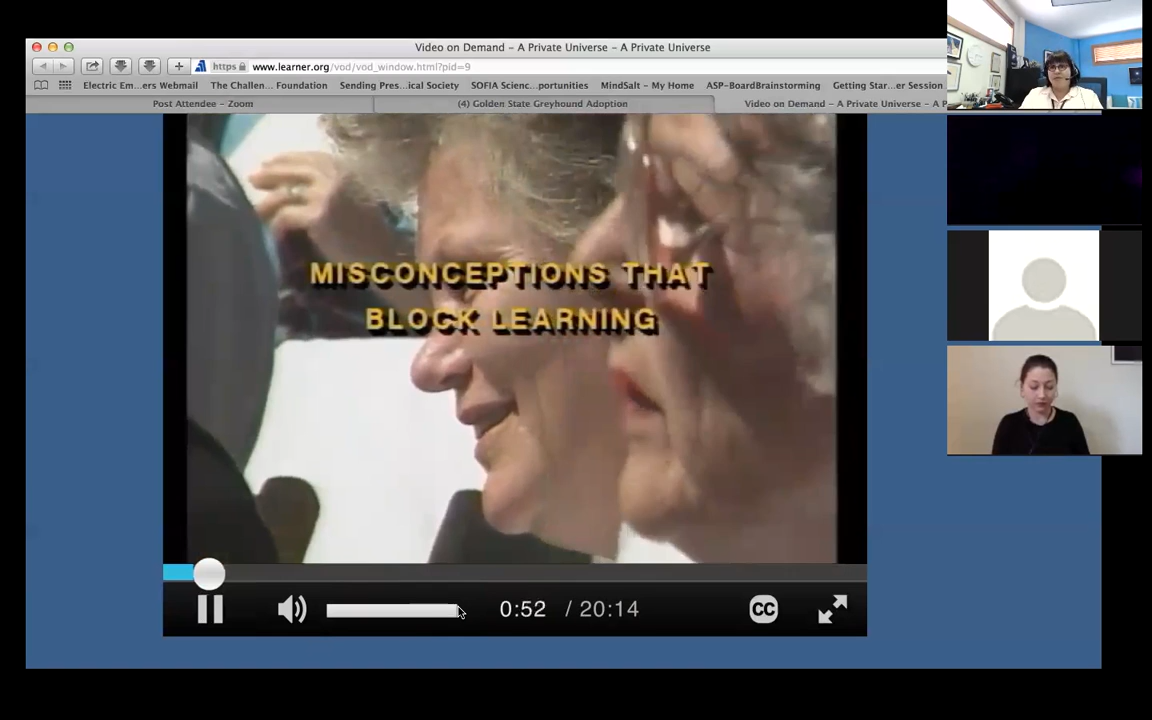 Video on Demand – A Private Universe – A Private Universe
https www.learner.org/vod/vod_window.html?pid=9
Electric Em...ers Webmail The Challen... Foundation Sending Pres...ical Society SOFIA Scienc...portunities MindSalt - My Home ASP-BoardBrainstorming Getting Star...er Session
Post Attendee – Zoom (4) Golden State Greyhound Adoption Video on Demand – A Private Universe – A P
MISCONCEPTIONS THAT
BLOCK LEARNING
0:52 / 20:14 CC